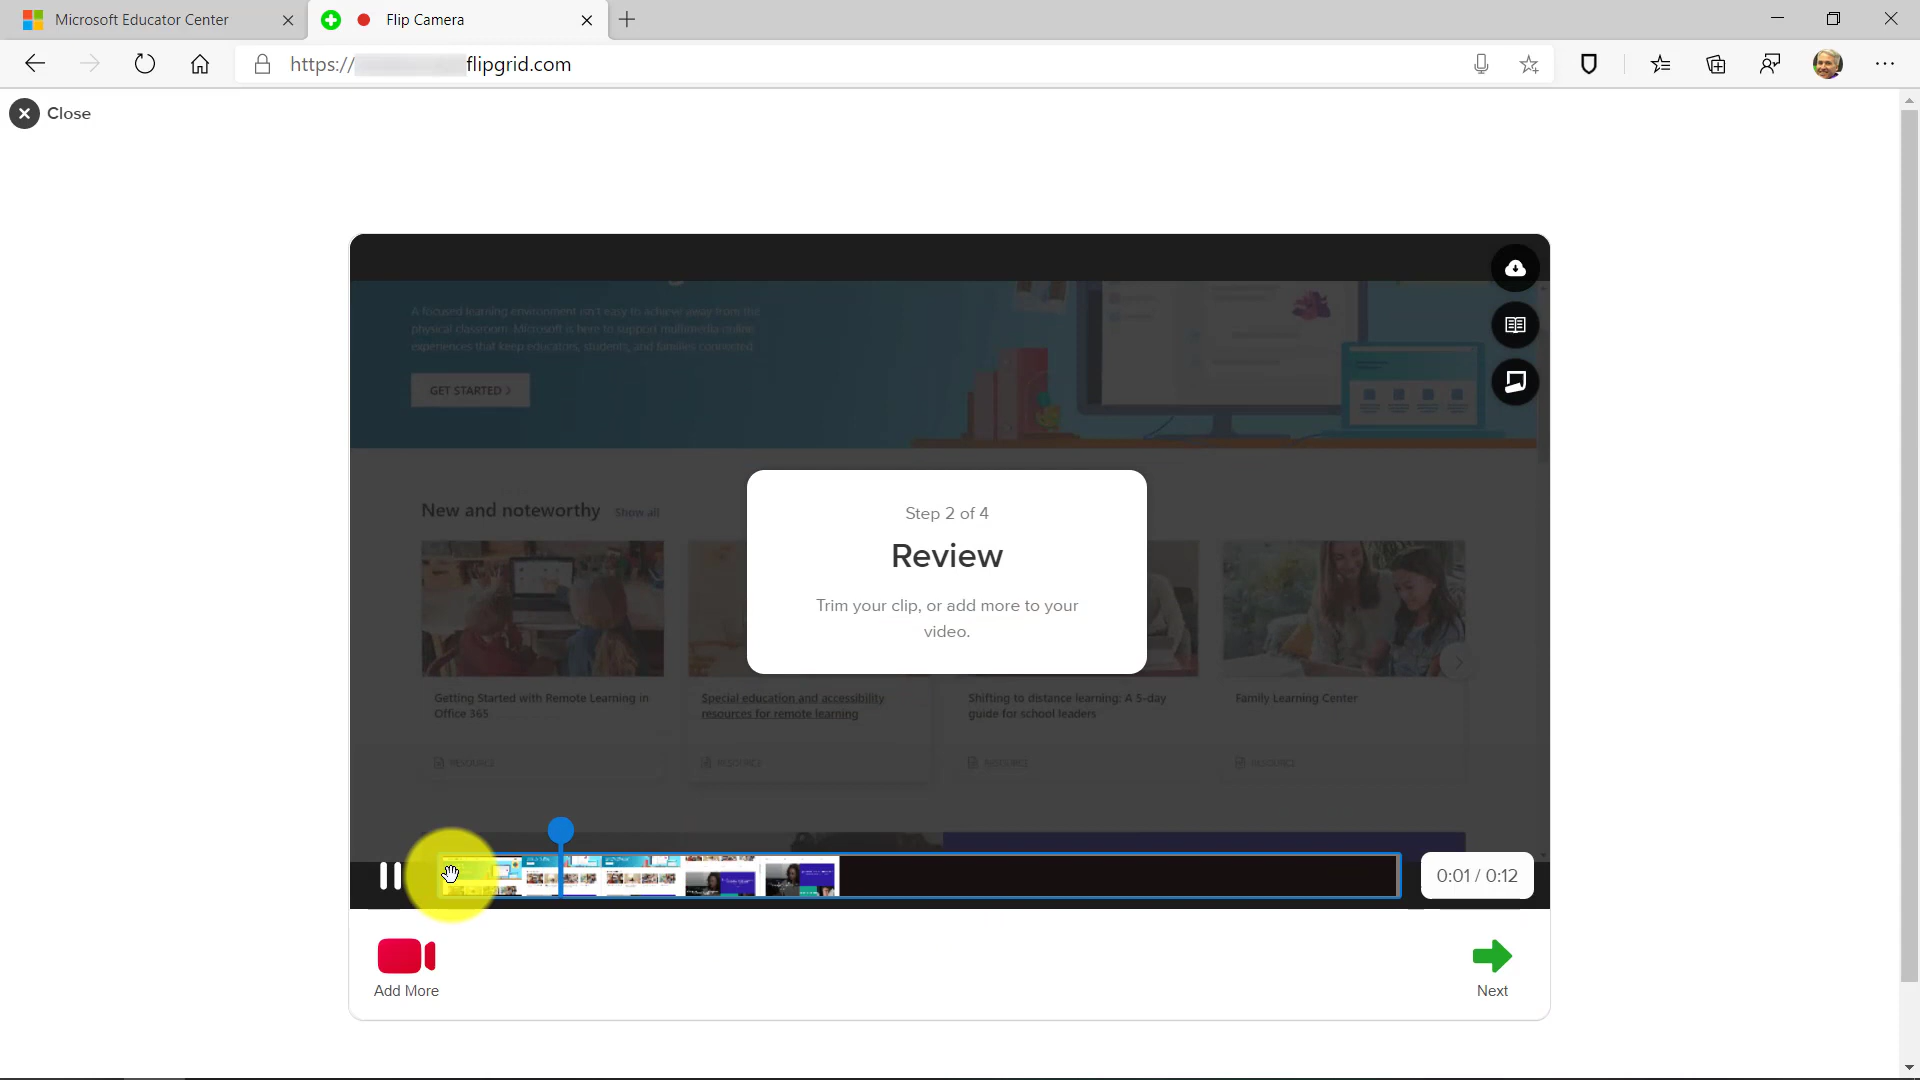 Microsoft Educator Center
Flip Camera
https://
flipgrid.com
Close
A focused learning environment isn't easy to achieve away from the
physical classroom. Microsoft is here to support multimedia online
experiences that keep educators, students, and families connected.
GET STARTED
New and noteworthy Show all
Step 2 of 4
Review
Trim your clip, or add more to your
video.
Getting Started with Remote Learning in
Office 365
RESOURCE
Special education and accessibility
resources for remote learning
RESOURCE
Shifting to distance learning: A 5-day
guide for school leaders
RESOURCE
Family Learning Center
RESOURCE
0:01 / 0:12
Add More
Next